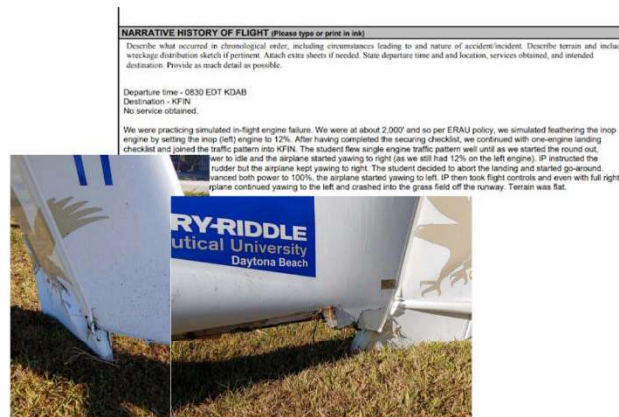 NARRATIVE HISTORY OF FLIGHT (Please type or print in ink)
Describe what occurred in chronological order, including circumstances leading to and nature of accident/incident. Describe terrain and includ
wreckage distribution sketch if pertinent. Attach extra sheets if needed. State departure time and and location, services obtained, and intended
destination. Provide as much detail as possible.
Departure time - 0830 EDT KDAB
Destination - KFIN
No service obtained.
We were practicing simulated in-flight engine failure. We were at about 2,000' and so per ERAU policy, we simulated feathering the inop
engine by setting the inop (left) engine to 12%. After having completed the securing checklist, we continued with one-engine landing
checklist and joined the traffic pattern into KFIN. The student flew single engine traffic pattern well until as we started the round out,
wer to idle and the airplane started yawing to right (as we still had 12% on the left engine). IP instructed the
rudder but the airplane kept yawing to right. The student decided to abort the landing and started go-around.
vanced both power to 100%, the airplane started yawing to left. IP then took flight controls and even with full right
rplane continued yawing to the left and crashed into the grass field off the runway. Terrain was flat.
RY-RIDDLE
utical University
Daytona Beach